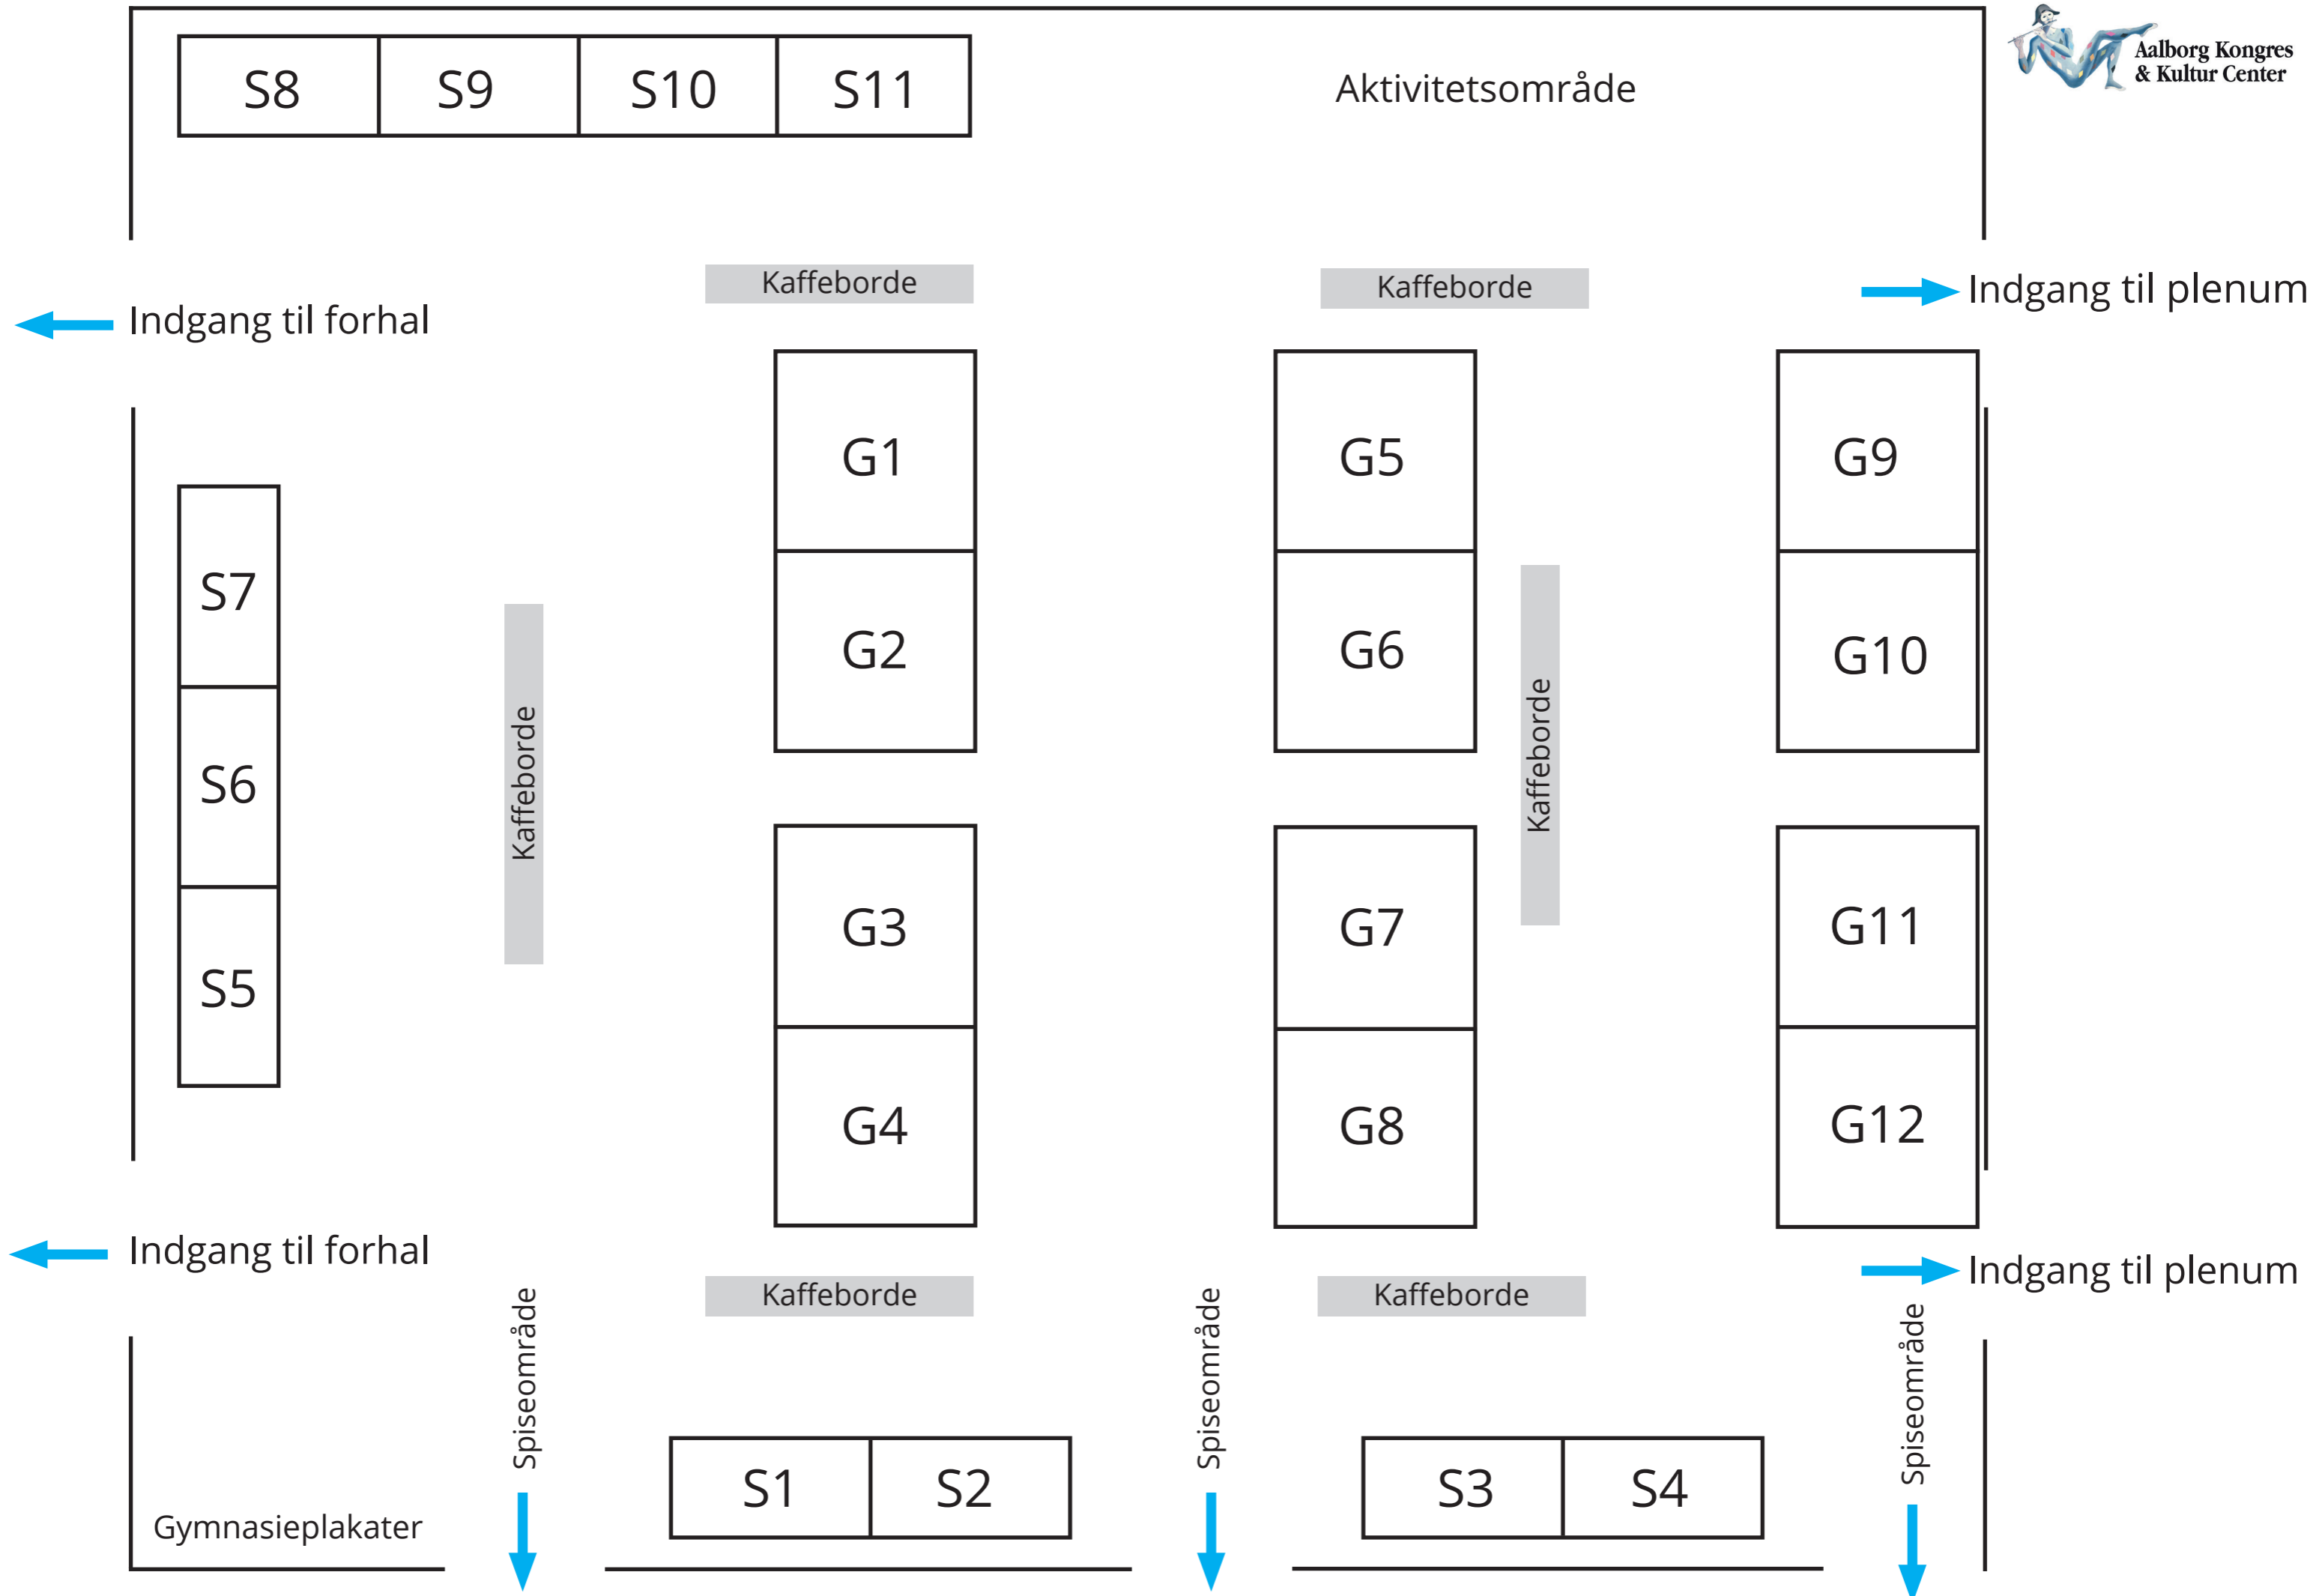 Aalborg Kongres
& Kultur Center
S8
S9
S10
S11
Aktivitetsområde
Kaffeborde
Kaffeborde
Indgang til forhal
Indgang til plenum
G1
G5
G9
S7
G2
G6
G10
Kaffeborde
Kaffeborde
S6
G3
G7
G11
S5
G4
G8
G12
Indgang til forhal
Indgang til plenum
Kaffeborde
Kaffeborde
Spiseområde
Spiseområde
Spiseområde
S1
S2
S3
S4
Gymnasieplakater